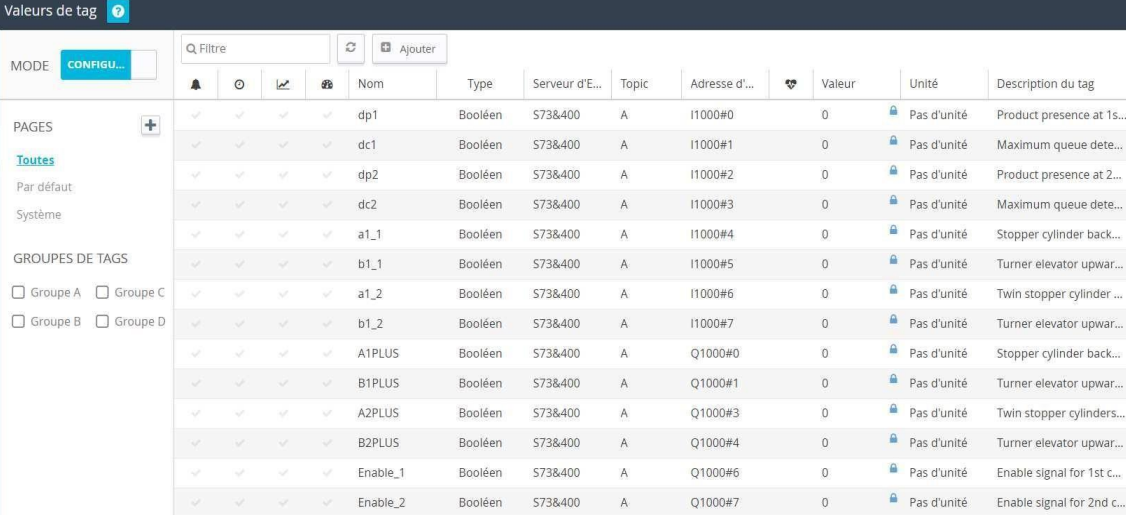 Valeurs de tag ?
MODE CONFIGU...
Filtre Ajouter
Nom Type Serveur d'E... Topic Adresse d'... Valeur Unité Description du tag
PAGES
Toutes
Par défaut
Système
GROUPES DE TAGS
Groupe A Groupe C
Groupe B Groupe D
dp1 Booléen S73&400 A I1000#0 0 Pas d'unité Product presence at 1s...
dc1 Booléen S73&400 A I1000#1 0 Pas d'unité Maximum queue dete...
dp2 Booléen S73&400 A I1000#2 0 Pas d'unité Product presence at 2...
dc2 Booléen S73&400 A I1000#3 0 Pas d'unité Maximum queue dete...
a1_1 Booléen S73&400 A I1000#4 0 Pas d'unité Stopper cylinder back...
b1_1 Booléen S73&400 A I1000#5 0 Pas d'unité Turner elevator upwar...
a1_2 Booléen S73&400 A I1000#6 0 Pas d'unité Twin stopper cylinder ...
b1_2 Booléen S73&400 A I1000#7 0 Pas d'unité Turner elevator upwar...
A1PLUS Booléen S73&400 A Q1000#0 0 Pas d'unité Stopper cylinder back...
B1PLUS Booléen S73&400 A Q1000#1 0 Pas d'unité Turner elevator upwar...
A2PLUS Booléen S73&400 A Q1000#3 0 Pas d'unité Twin stopper cylinders...
B2PLUS Booléen S73&400 A Q1000#4 0 Pas d'unité Turner elevator upwar...
Enable_1 Booléen S73&400 A Q1000#6 0 Pas d'unité Enable signal for 1st c...
Enable_2 Booléen S73&400 A Q1000#7 0 Pas d'unité Enable signal for 2nd c...